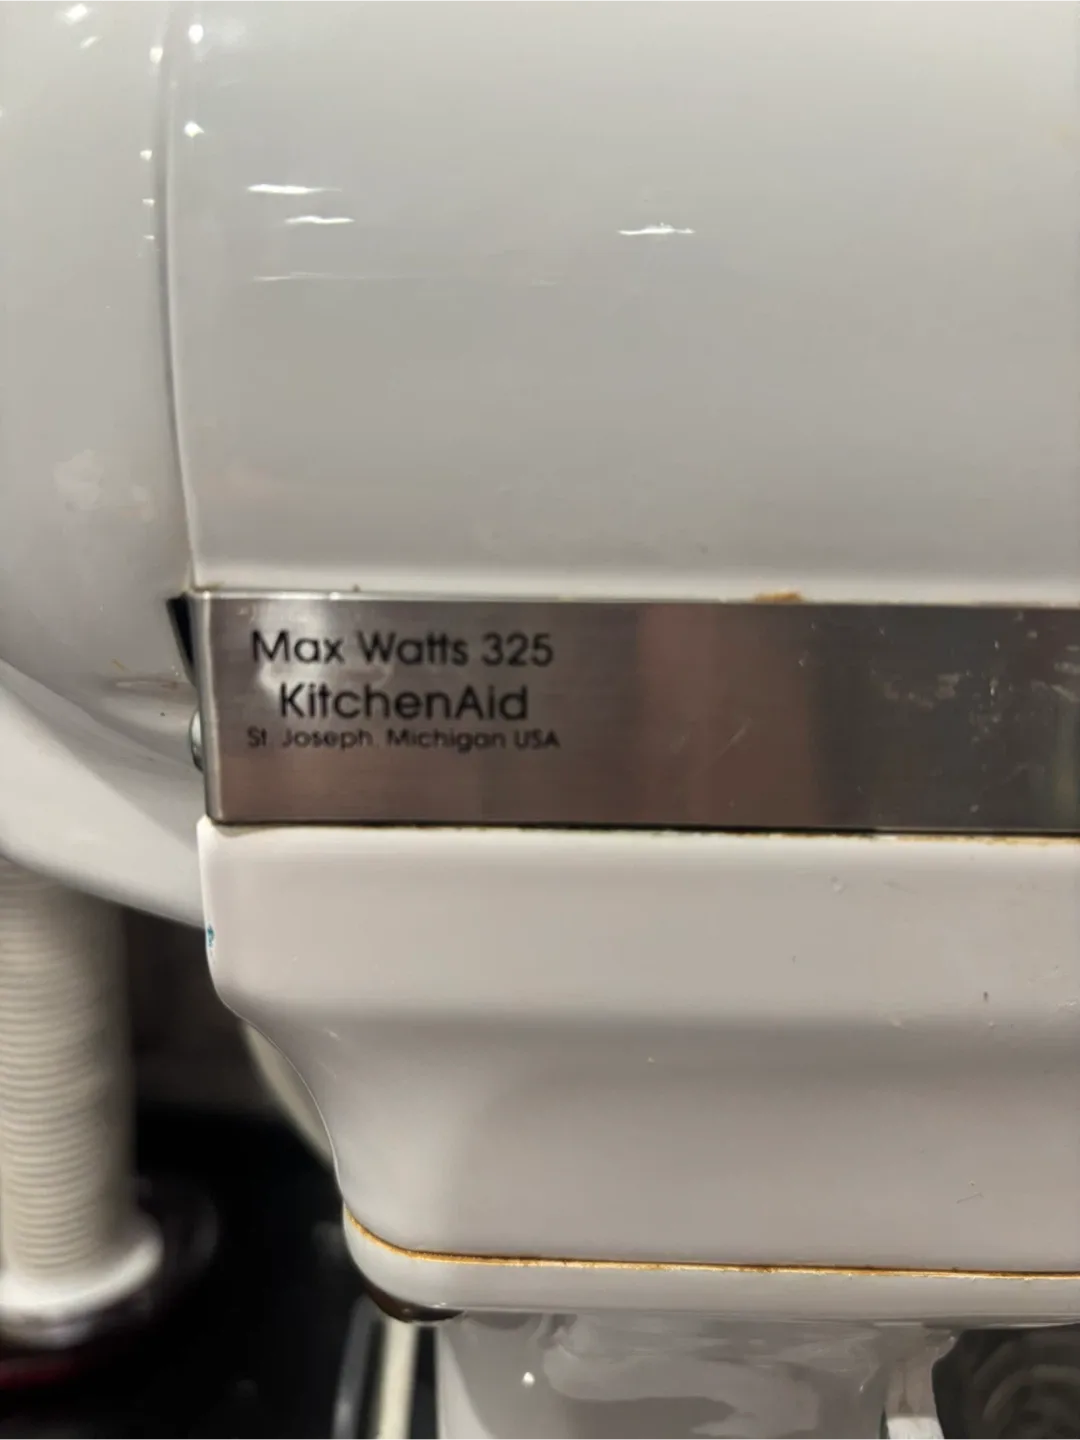 Max Watts 325
KitchenAid
St. Joseph, Michigan USA